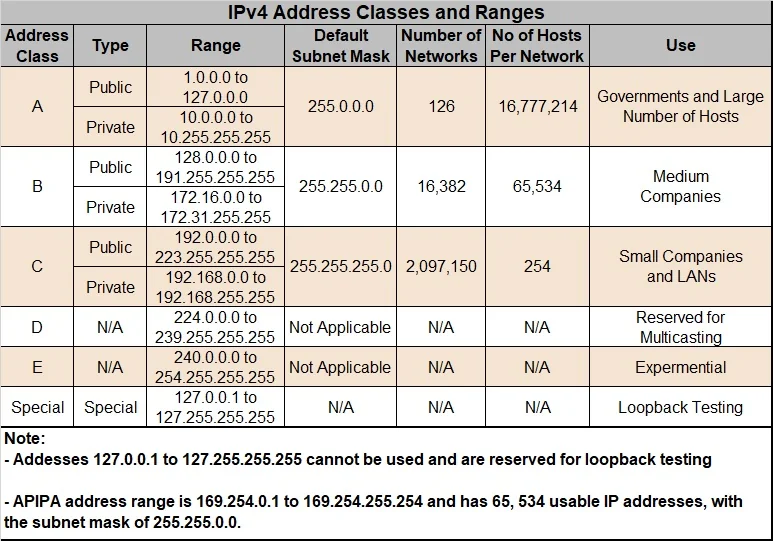 IPv4 Address Classes and Ranges
Address Class Type Range Default Subnet Mask Number of Networks No of Hosts Per Network Use
A Public 1.0.0.0 to 127.0.0.0 255.0.0.0 126 16,777,214 Governments and Large Number of Hosts
Private 10.0.0.0 to 10.255.255.255
B Public 128.0.0.0 to 191.255.255.255 255.255.0.0 16,382 65,534 Medium Companies
Private 172.16.0.0 to 172.31.255.255
C Public 192.0.0.0 to 223.255.255.255 255.255.255.0 2,097,150 254 Small Companies and LANs
Private 192.168.0.0 to 192.168.255.255
D N/A 224.0.0.0 to 239.255.255.255 Not Applicable N/A N/A Reserved for Multicasting
E N/A 240.0.0.0 to 254.255.255.255 Not Applicable N/A N/A Expermential
Special Special 127.0.0.1 to 127.255.255.255 N/A N/A N/A Loopback Testing
Note:
- Addesses 127.0.0.1 to 127.255.255.255 cannot be used and are reserved for loopback testing
- APIPA address range is 169.254.0.1 to 169.254.255.254 and has 65, 534 usable IP addresses, with
the subnet mask of 255.255.0.0.